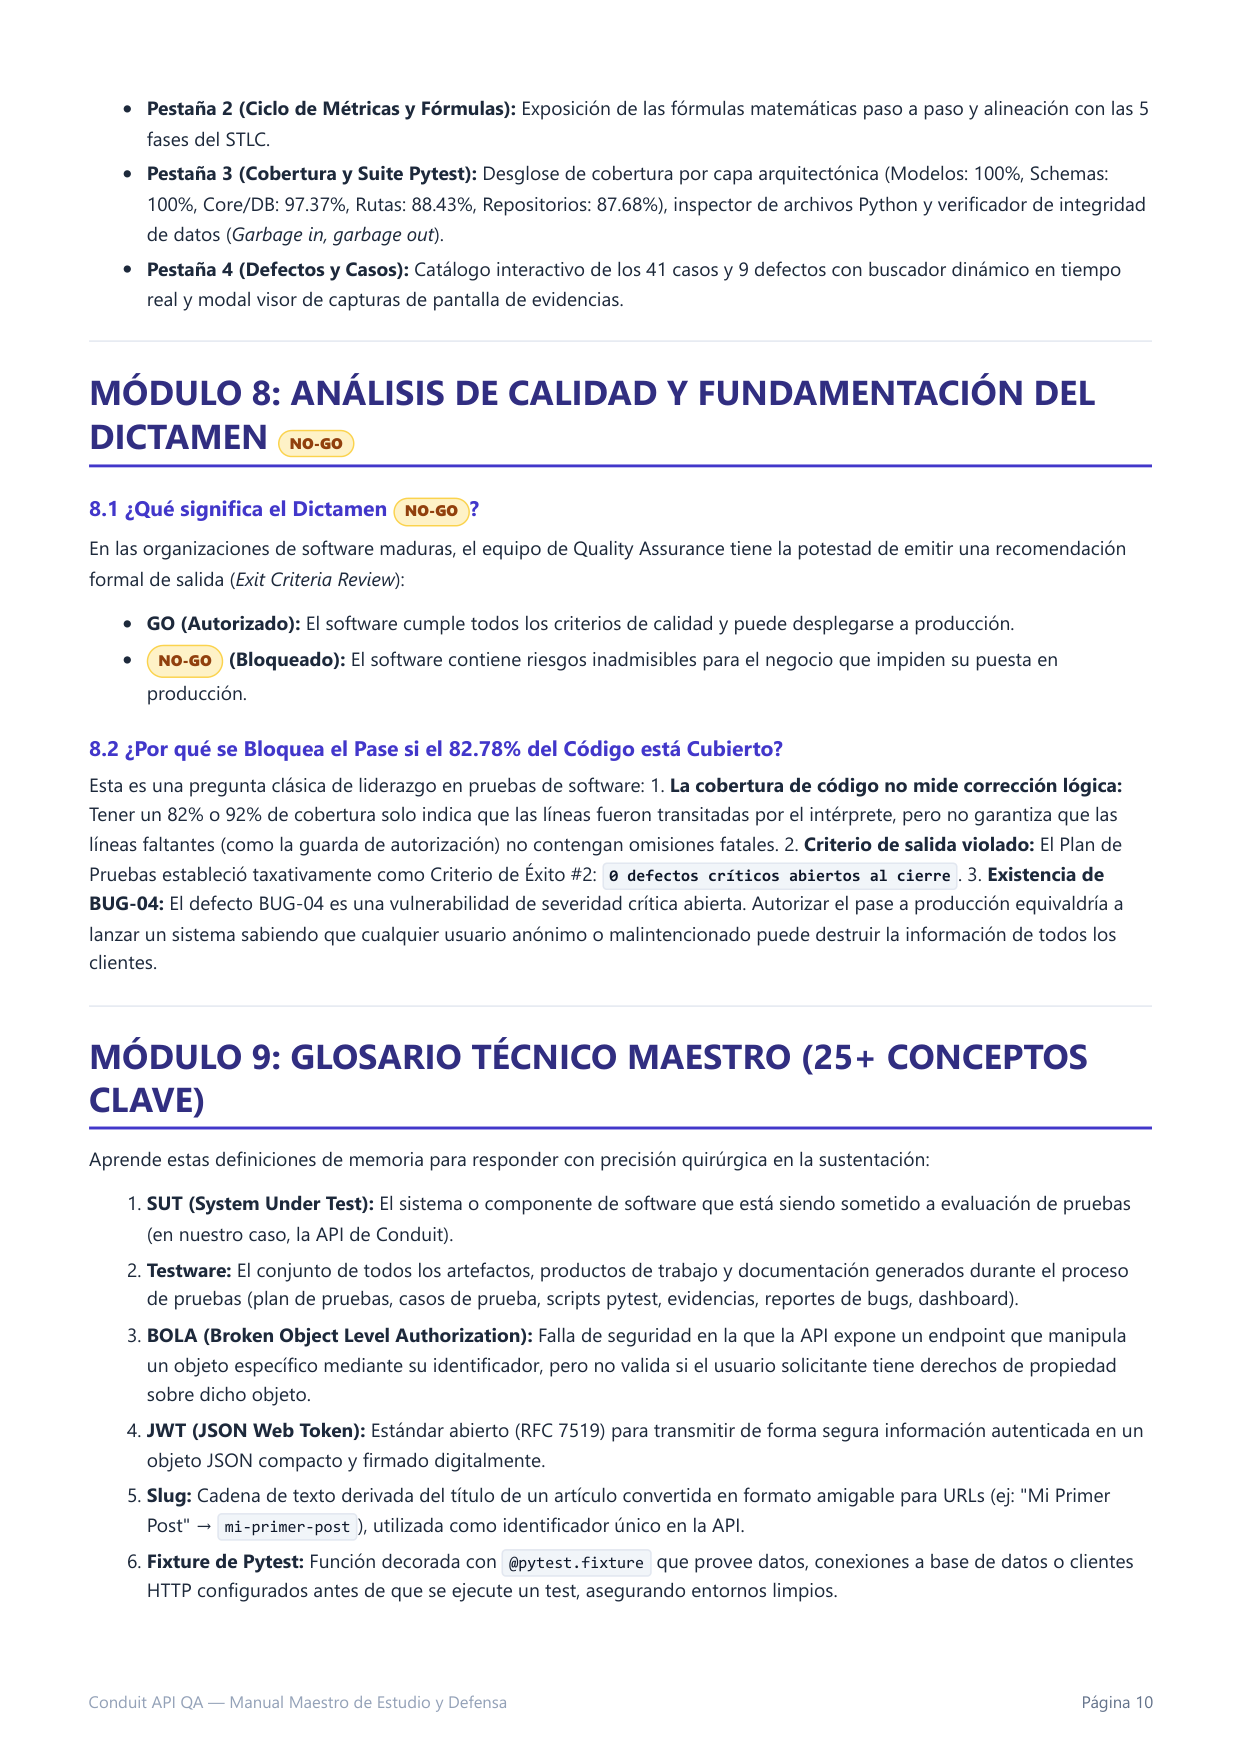 • Pestaña 2 (Ciclo de Métricas y Fórmulas): Exposición de las fórmulas matemáticas paso a paso y alineación con las 5
fases del STLC.
• Pestaña 3 (Cobertura y Suite Pytest): Desglose de cobertura por capa arquitectónica (Modelos: 100%, Schemas:
100%, Core/DB: 97.37%, Rutas: 88.43%, Repositorios: 87.68%), inspector de archivos Python y verificador de integridad
de datos (Garbage in, garbage out).
• Pestaña 4 (Defectos y Casos): Catálogo interactivo de los 41 casos y 9 defectos con buscador dinámico en tiempo
real y modal visor de capturas de pantalla de evidencias.
MÓDULO 8: ANÁLISIS DE CALIDAD Y FUNDAMENTACIÓN DEL
DICTAMEN NO-GO
8.1 ¿Qué significa el Dictamen NO-GO?
En las organizaciones de software maduras, el equipo de Quality Assurance tiene la potestad de emitir una recomendación
formal de salida (Exit Criteria Review):
• GO (Autorizado): El software cumple todos los criterios de calidad y puede desplegarse a producción.
• NO-GO (Bloqueado): El software contiene riesgos inadmisibles para el negocio que impiden su puesta en
producción.
8.2 ¿Por qué se Bloquea el Pase si el 82.78% del Código está Cubierto?
Esta es una pregunta clásica de liderazgo en pruebas de software: 1. La cobertura de código no mide corrección lógica:
Tener un 82% o 92% de cobertura solo indica que las líneas fueron transitadas por el intérprete, pero no garantiza que las
líneas faltantes (como la guarda de autorización) no contengan omisiones fatales. 2. Criterio de salida violado: El Plan de
Pruebas estableció taxativamente como Criterio de Éxito #2: 0 defectos críticos abiertos al cierre. 3. Existencia de
BUG-04: El defecto BUG-04 es una vulnerabilidad de severidad crítica abierta. Autorizar el pase a producción equivaldría a
lanzar un sistema sabiendo que cualquier usuario anónimo o malintencionado puede destruir la información de todos los
clientes.
MÓDULO 9: GLOSARIO TÉCNICO MAESTRO (25+ CONCEPTOS
CLAVE)
Aprende estas definiciones de memoria para responder con precisión quirúrgica en la sustentación:
1. SUT (System Under Test): El sistema o componente de software que está siendo sometido a evaluación de pruebas
(en nuestro caso, la API de Conduit).
2. Testware: El conjunto de todos los artefactos, productos de trabajo y documentación generados durante el proceso
de pruebas (plan de pruebas, casos de prueba, scripts pytest, evidencias, reportes de bugs, dashboard).
3. BOLA (Broken Object Level Authorization): Falla de seguridad en la que la API expone un endpoint que manipula
un objeto específico mediante su identificador, pero no valida si el usuario solicitante tiene derechos de propiedad
sobre dicho objeto.
4. JWT (JSON Web Token): Estándar abierto (RFC 7519) para transmitir de forma segura información autenticada en un
objeto JSON compacto y firmado digitalmente.
5. Slug: Cadena de texto derivada del título de un artículo convertida en formato amigable para URLs (ej: "Mi Primer
Post" → mi-primer-post), utilizada como identificador único en la API.
6. Fixture de Pytest: Función decorada con @pytest.fixture que provee datos, conexiones a base de datos o clientes
HTTP configurados antes de que se ejecute un test, asegurando entornos limpios.
Conduit API QA — Manual Maestro de Estudio y Defensa
Página 10